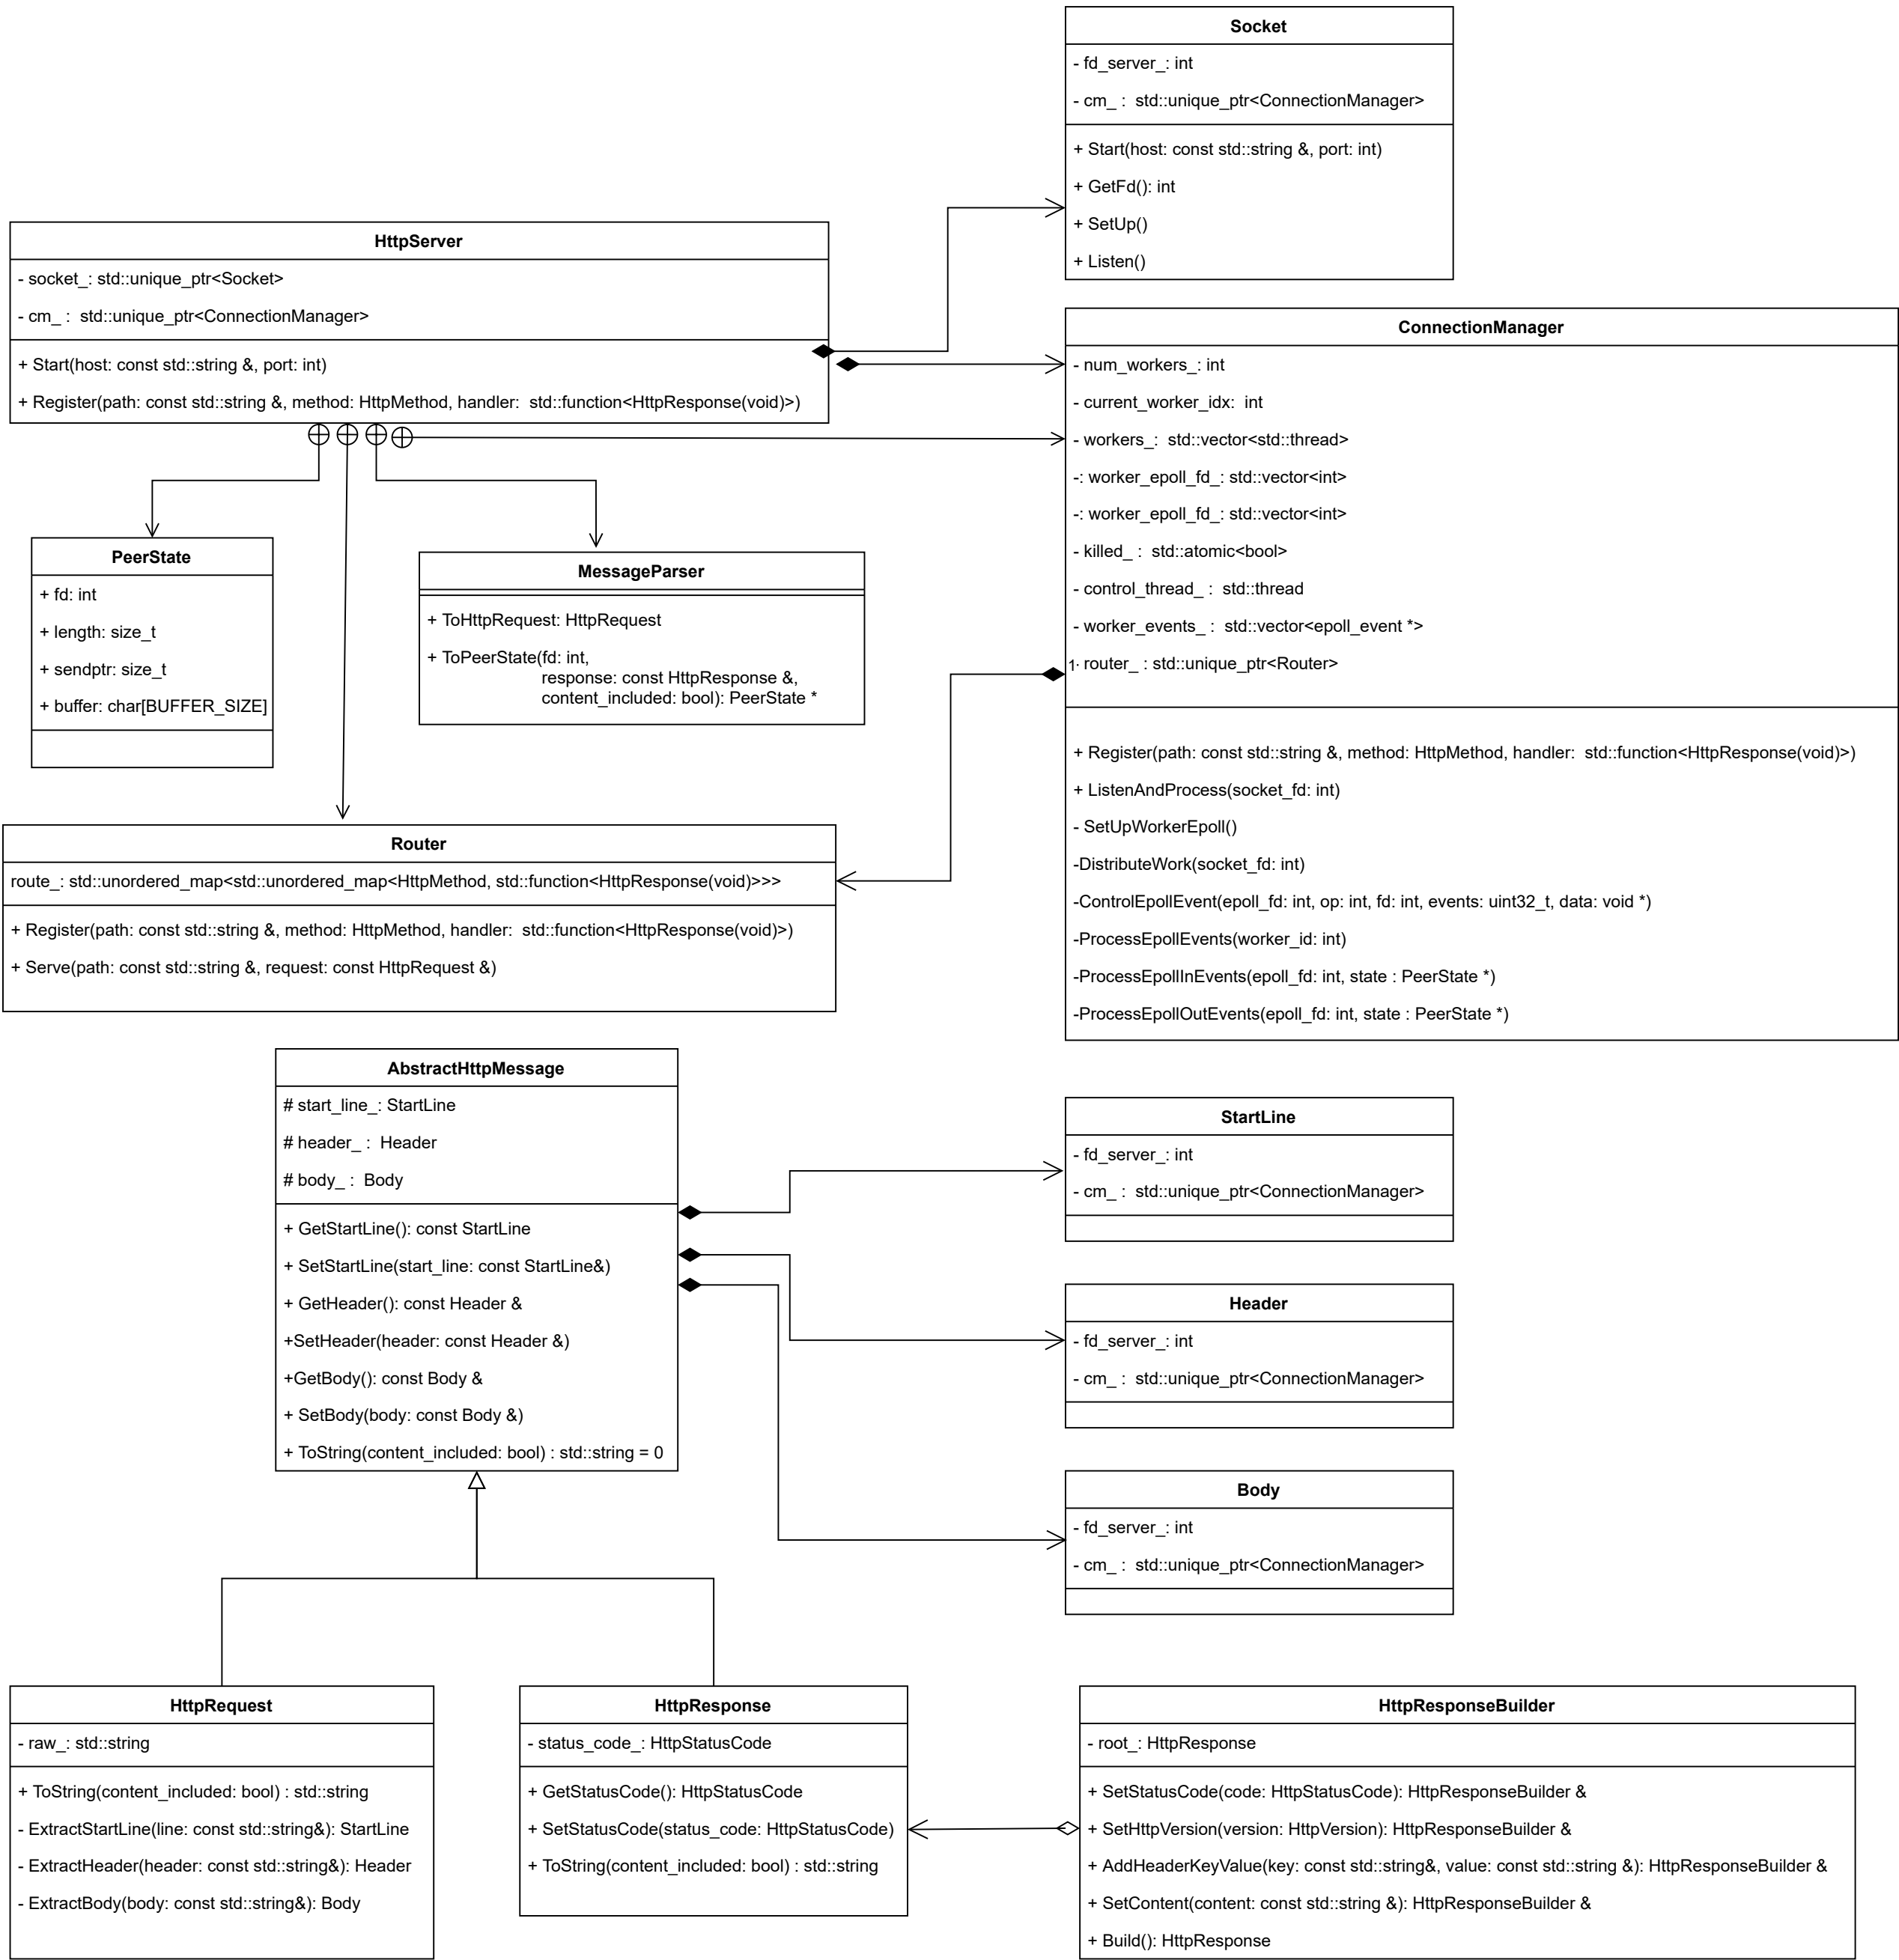 Socket
- fd_server_: int
- cm_ :  std::unique_ptr<ConnectionManager>
+ Start(host: const std::string &, port: int)
+ GetFd(): int
+ SetUp()
+ Listen()
HttpServer
- socket_: std::unique_ptr<Socket>
- cm_ :  std::unique_ptr<ConnectionManager>
+ Start(host: const std::string &, port: int)
+ Register(path: const std::string &, method: HttpMethod, handler:  std::function<HttpResponse(void)>)
ConnectionManager
- num_workers_: int
- current_worker_idx:  int
- workers_:  std::vector<std::thread>
-: worker_epoll_fd_: std::vector<int>
-: worker_epoll_fd_: std::vector<int>
- killed_ :  std::atomic<bool>
- control_thread_ :  std::thread
- worker_events_ :  std::vector<epoll_event *>
1
- router_ : std::unique_ptr<Router>
+ Register(path: const std::string &, method: HttpMethod, handler:  std::function<HttpResponse(void)>)
+ ListenAndProcess(socket_fd: int)
- SetUpWorkerEpoll()
-DistributeWork(socket_fd: int)
-ControlEpollEvent(epoll_fd: int, op: int, fd: int, events: uint32_t, data: void *)
-ProcessEpollEvents(worker_id: int)
-ProcessEpollInEvents(epoll_fd: int, state : PeerState *)
-ProcessEpollOutEvents(epoll_fd: int, state : PeerState *)
PeerState
+ fd: int
+ length: size_t
+ sendptr: size_t
+ buffer: char[BUFFER_SIZE]
MessageParser
+ ToHttpRequest: HttpRequest
+ ToPeerState(fd: int,
response: const HttpResponse &,
content_included: bool): PeerState *
Router
route_: std::unordered_map<std::unordered_map<HttpMethod, std::function<HttpResponse(void)>>>
+ Register(path: const std::string &, method: HttpMethod, handler:  std::function<HttpResponse(void)>)
+ Serve(path: const std::string &, request: const HttpRequest &)
AbstractHttpMessage
# start_line_: StartLine
# header_ :  Header
# body_ :  Body
+ GetStartLine(): const StartLine
+ SetStartLine(start_line: const StartLine&)
+ GetHeader(): const Header &
+SetHeader(header: const Header &)
+GetBody(): const Body &
+ SetBody(body: const Body &)
+ ToString(content_included: bool) : std::string = 0
StartLine
- fd_server_: int
- cm_ :  std::unique_ptr<ConnectionManager>
Header
- fd_server_: int
- cm_ :  std::unique_ptr<ConnectionManager>
Body
- fd_server_: int
- cm_ :  std::unique_ptr<ConnectionManager>
HttpRequest
- raw_: std::string
+ ToString(content_included: bool) : std::string
- ExtractStartLine(line: const std::string&): StartLine
- ExtractHeader(header: const std::string&): Header
- ExtractBody(body: const std::string&): Body
HttpResponse
- status_code_: HttpStatusCode
+ GetStatusCode(): HttpStatusCode
+ SetStatusCode(status_code: HttpStatusCode)
+ ToString(content_included: bool) : std::string
HttpResponseBuilder
- root_: HttpResponse
+ SetStatusCode(code: HttpStatusCode): HttpResponseBuilder &
+ SetHttpVersion(version: HttpVersion): HttpResponseBuilder &
+ AddHeaderKeyValue(key: const std::string&, value: const std::string &): HttpResponseBuilder &
+ SetContent(content: const std::string &): HttpResponseBuilder &
+ Build(): HttpResponse